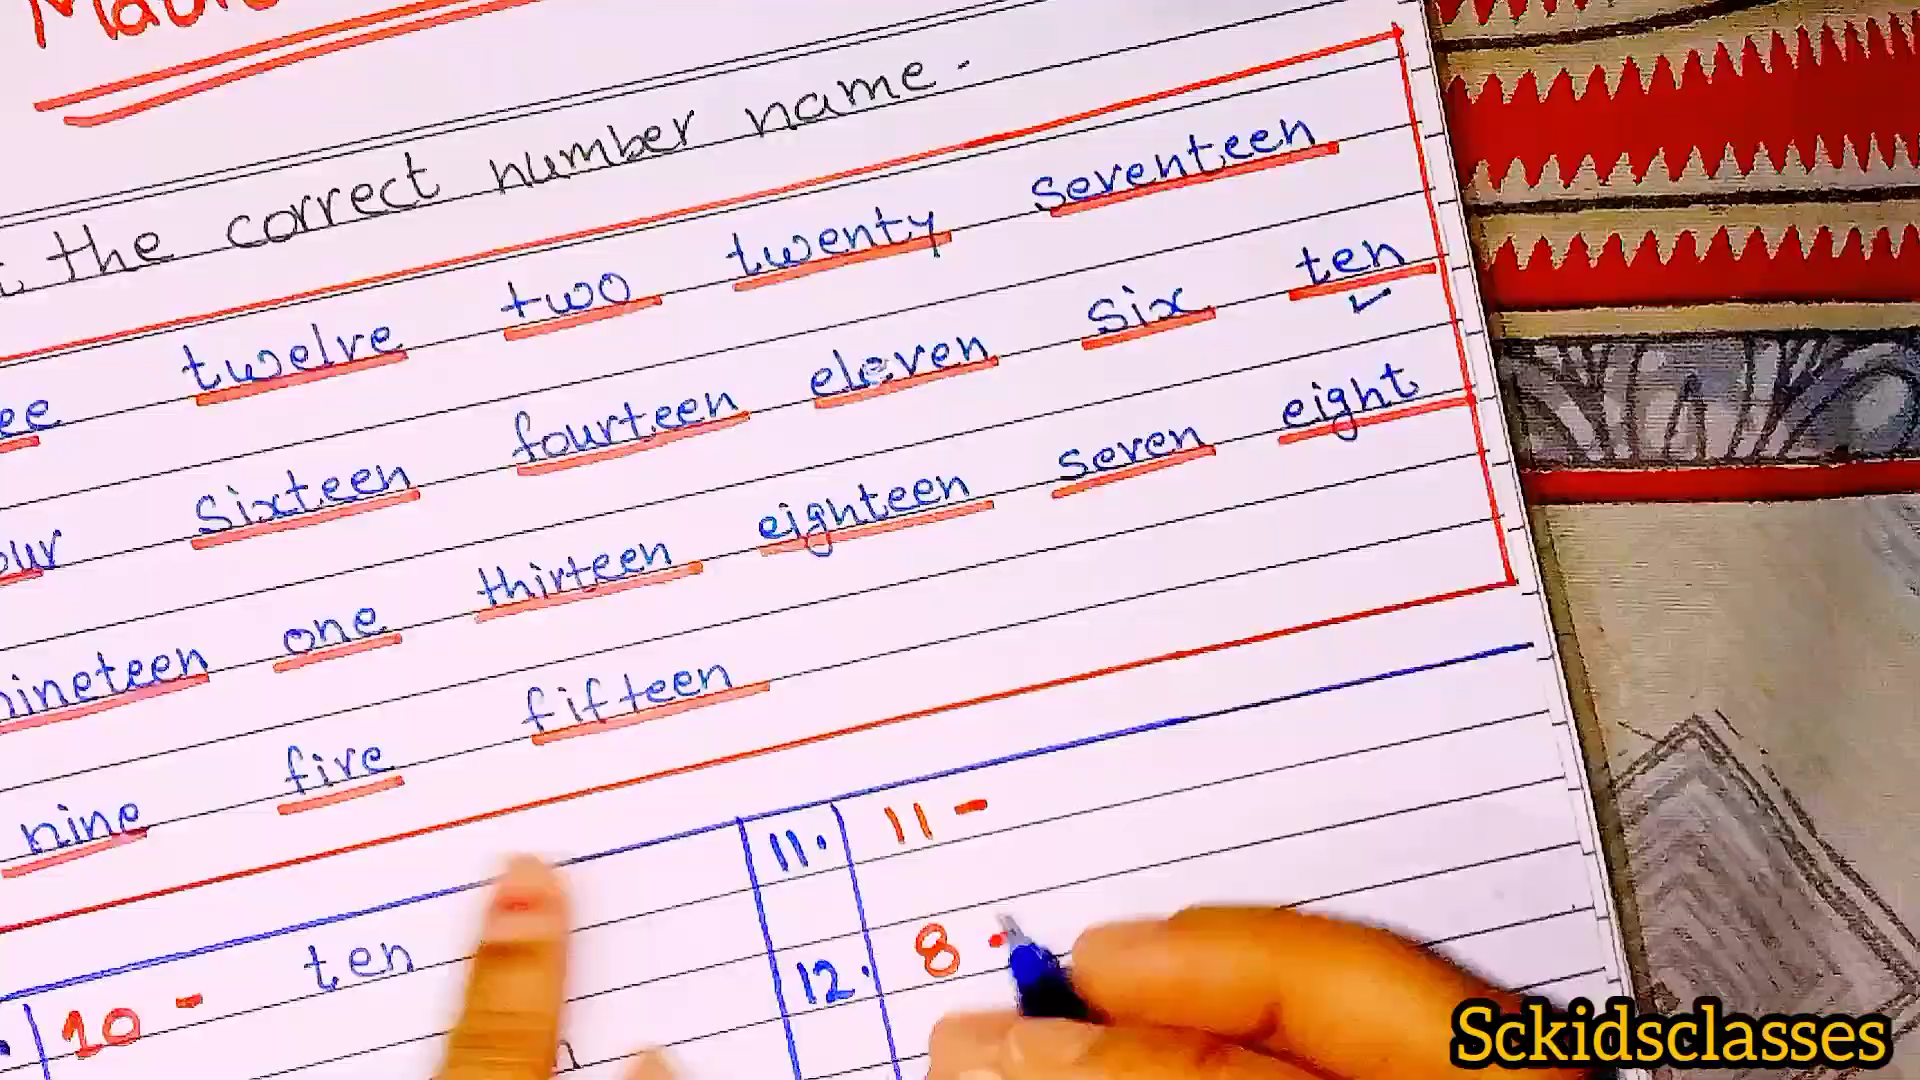 the correct number name.
twelve two twenty seventeen
sixteen fourteen eleven six ten
nineteen one thirteen eighteen seven eight
nine five fifteen
10 - ten
11. 11 -
12. 8 -
Sckidsclasses